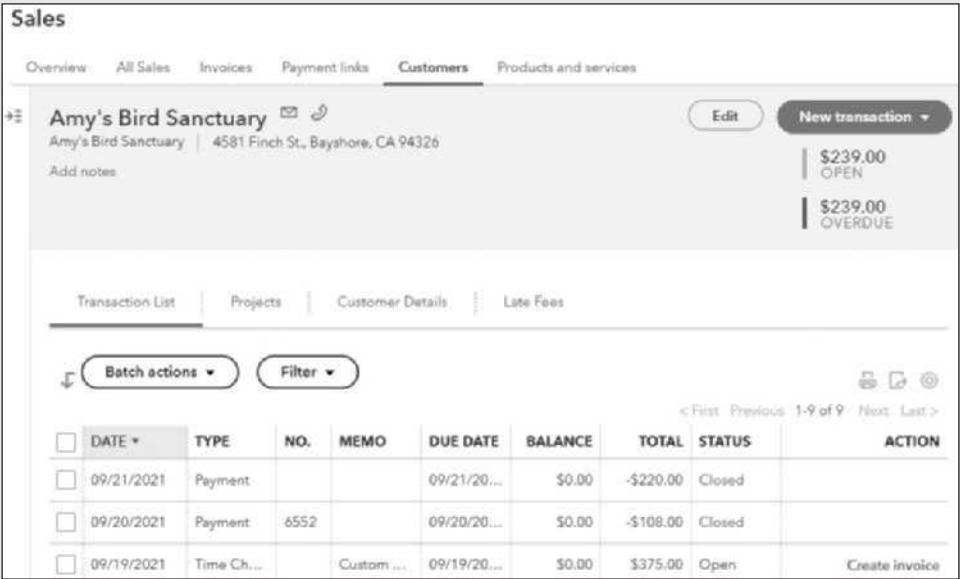 Sales
Overview All Sales Invoices Payment links Customers Products and services
Amy's Bird Sanctuary Edit New transaction
Amy's Bird Sanctuary 4581 Finch St., Bayshore, CA 94326
Add notes
$239.00
OPEN
$239.00
OVERDUE
Transaction List Projects Customer Details Late Fees
Batch actions Filter
< First Previous 1-9 of 9 Next Last >
DATE TYPE NO. MEMO DUE DATE BALANCE TOTAL STATUS ACTION
09/21/2021 Payment 09/21/20... $0.00 -$220.00 Closed
09/20/2021 Payment 6552 09/20/20... $0.00 -$108.00 Closed
09/19/2021 Time Ch... Custom ... 09/19/20... $0.00 $375.00 Open Create invoice